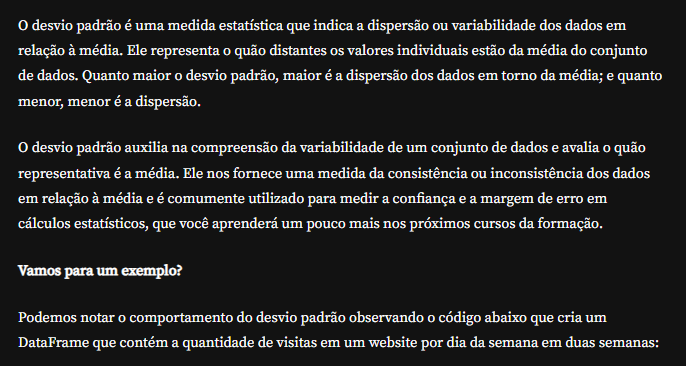 O desvio padrão é uma medida estatística que indica a dispersão ou variabilidade dos dados em
relação à média. Ele representa o quão distantes os valores individuais estão da média do conjunto
de dados. Quanto maior o desvio padrão, maior é a dispersão dos dados em torno da média; e quanto
menor, menor é a dispersão.
O desvio padrão auxilia na compreensão da variabilidade de um conjunto de dados e avalia o quão
representativa é a média. Ele nos fornece uma medida da consistência ou inconsistência dos dados
em relação à média e é comumente utilizado para medir a confiança e a margem de erro em
cálculos estatísticos, que você aprenderá um pouco mais nos próximos cursos da formação.
Vamos para um exemplo?
Podemos notar o comportamento do desvio padrão observando o código abaixo que cria um
DataFrame que contém a quantidade de visitas em um website por dia da semana em duas semanas: